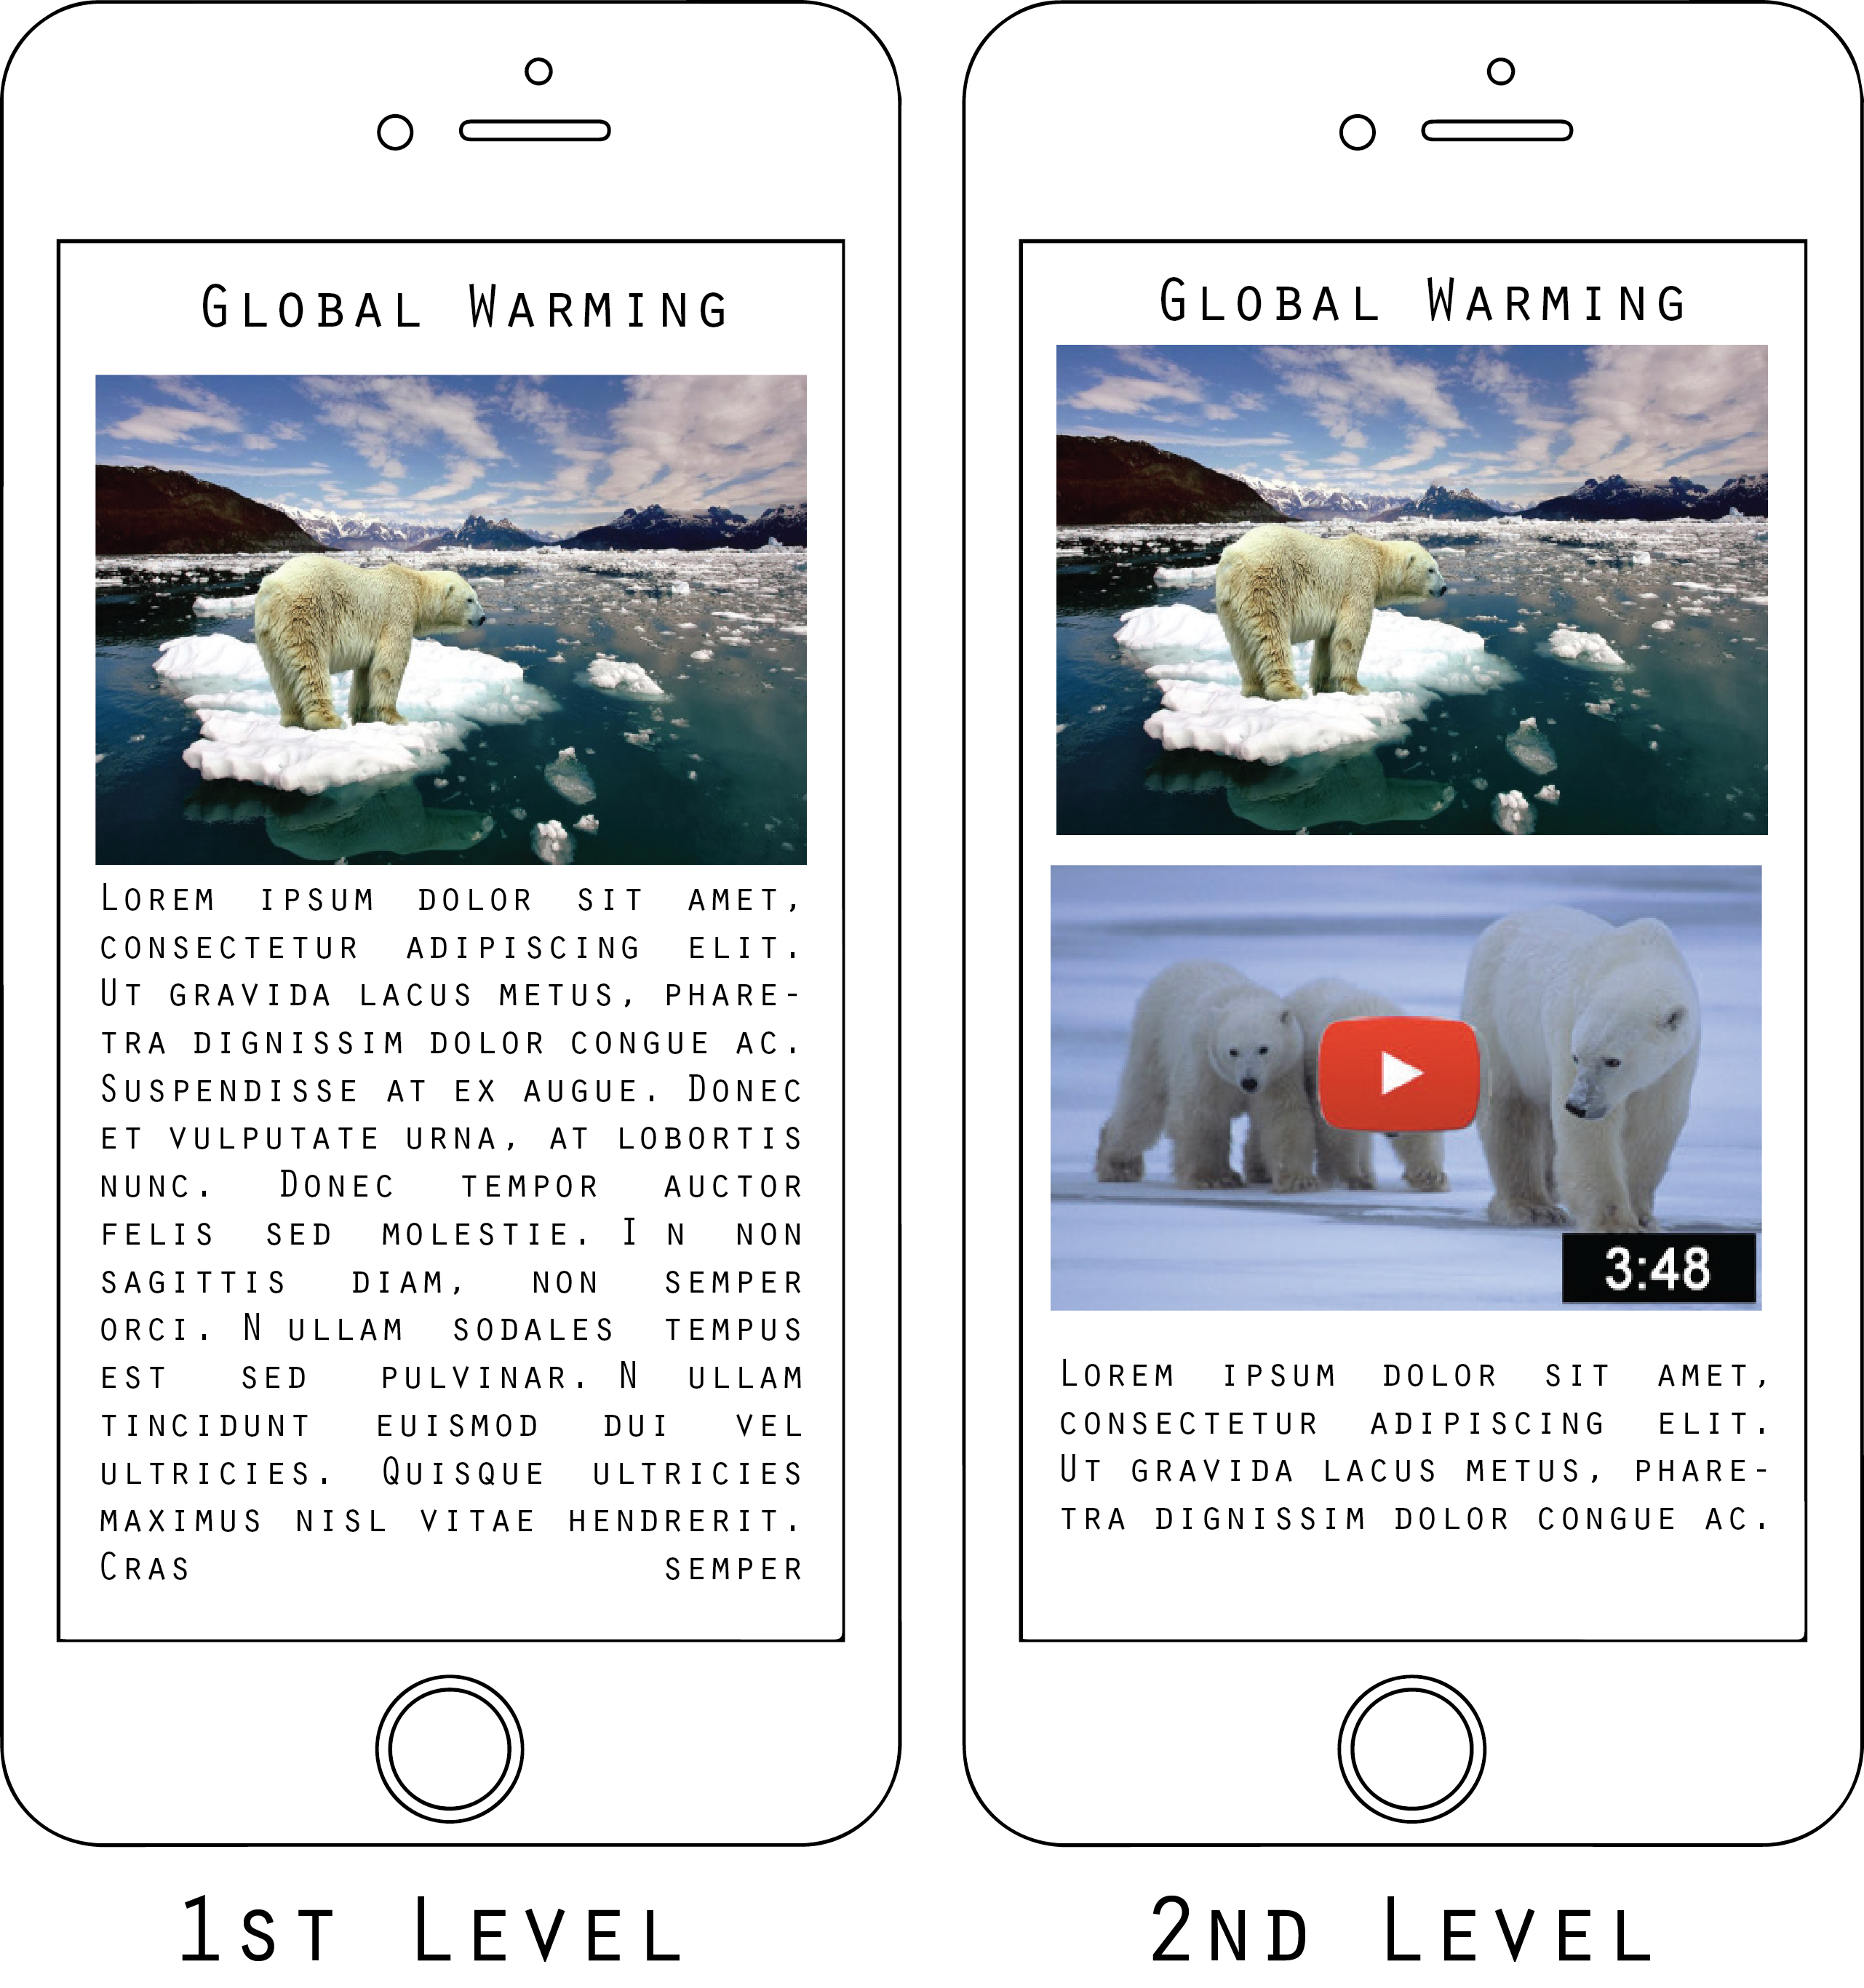 Global Warming
Lorem ipsum dolor sit amet,
consectetur adipiscing elit.
Ut gravida lacus metus, phare-
tra dignissim dolor congue ac.
Suspendisse at ex augue. Donec
et vulputate urna, at lobortis
nunc. Donec tempor auctor
felis sed molestie. I n non
sagittis diam, non semper
orci. N ullam sodales tempus
est sed pulvinar. N ullam
tincidunt euismod dui vel
ultricies. Quisque ultricies
maximus nisl vitae hendrerit.
Cras semper
1st Level
Global Warming
3:48
Lorem ipsum dolor sit amet,
consectetur adipiscing elit.
Ut gravida lacus metus, phare-
tra dignissim dolor congue ac.
2nd Level